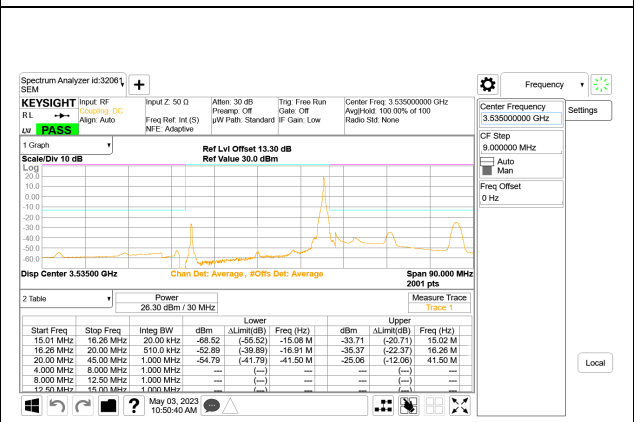 Spectrum Analyzer id:32061
SEM
Frequency
KEYSIGHT
RL
PASS
Input: RF
Coupling: DC
Align: Auto
Input Z: 50 Ω
Freq Ref: Int (S)
NFE: Adaptive
Atten: 30 dB
Preamp: Off
µW Path: Standard
Trig: Free Run
Gate: Off
IF Gain: Low
Center Freq: 3.535000000 GHz
Avg|Hold: 100.00% of 100
Radio Std: None
Center Frequency
3.535000000 GHz
Settings
CF Step
9.000000 MHz
Auto
Man
Freq Offset
0 Hz
Local
1 Graph
Scale/Div 10 dB
Ref Lvl Offset 13.30 dB
Ref Value 30.0 dBm
Log
20.0
10.0
0.00
-10.0
-20.0
-30.0
-40.0
-50.0
-60.0
Disp Center 3.53500 GHz
Chan Det: Average , #Offs Det: Average
Span 90.000 MHz
2001 pts
2 Table
Power
26.30 dBm / 30 MHz
Measure Trace
Trace 1
Lower Upper
Start Freq Stop Freq Integ BW dBm ΔLimit(dB) Freq (Hz) dBm ΔLimit(dB) Freq (Hz)
15.01 MHz 16.26 MHz 20.00 kHz -68.52 (-55.52) -15.08 M -33.71 (-20.71) 15.02 M
16.26 MHz 20.00 MHz 510.0 kHz -52.89 (-39.89) -16.91 M -35.37 (-22.37) 16.26 M
20.00 MHz 45.00 MHz 1.000 MHz -54.79 (-41.79) -41.50 M -25.06 (-12.06) 41.50 M
4.000 MHz 8.000 MHz 1.000 MHz --- (---) --- (---)
8.000 MHz 12.50 MHz 1.000 MHz --- (---) --- (---)
12.50 MHz 15.00 MHz 1.000 MHz --- (---) --- (---)
?
May 03, 2023
10:50:40 AM